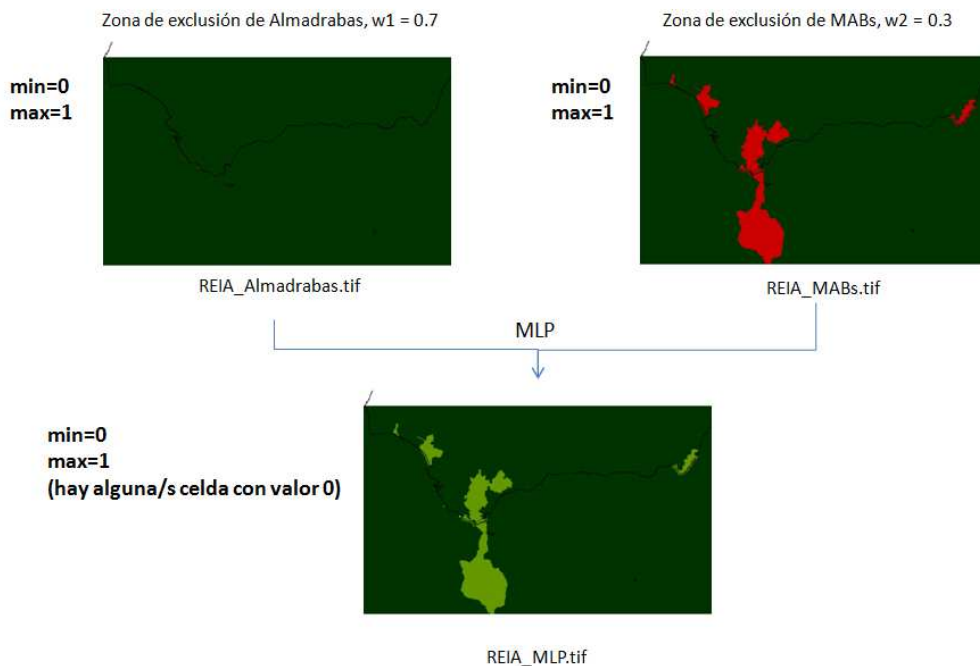 Zona de exclusión de Almadrabas, w1 = 0.7
Zona de exclusión de MABs, w2 = 0.3
min=0
max=1
min=0
max=1
REIA_Almadrabas.tif
REIA_MABs.tif
MLP
min=0
max=1
(hay alguna/s celda con valor 0)
REIA_MLP.tif